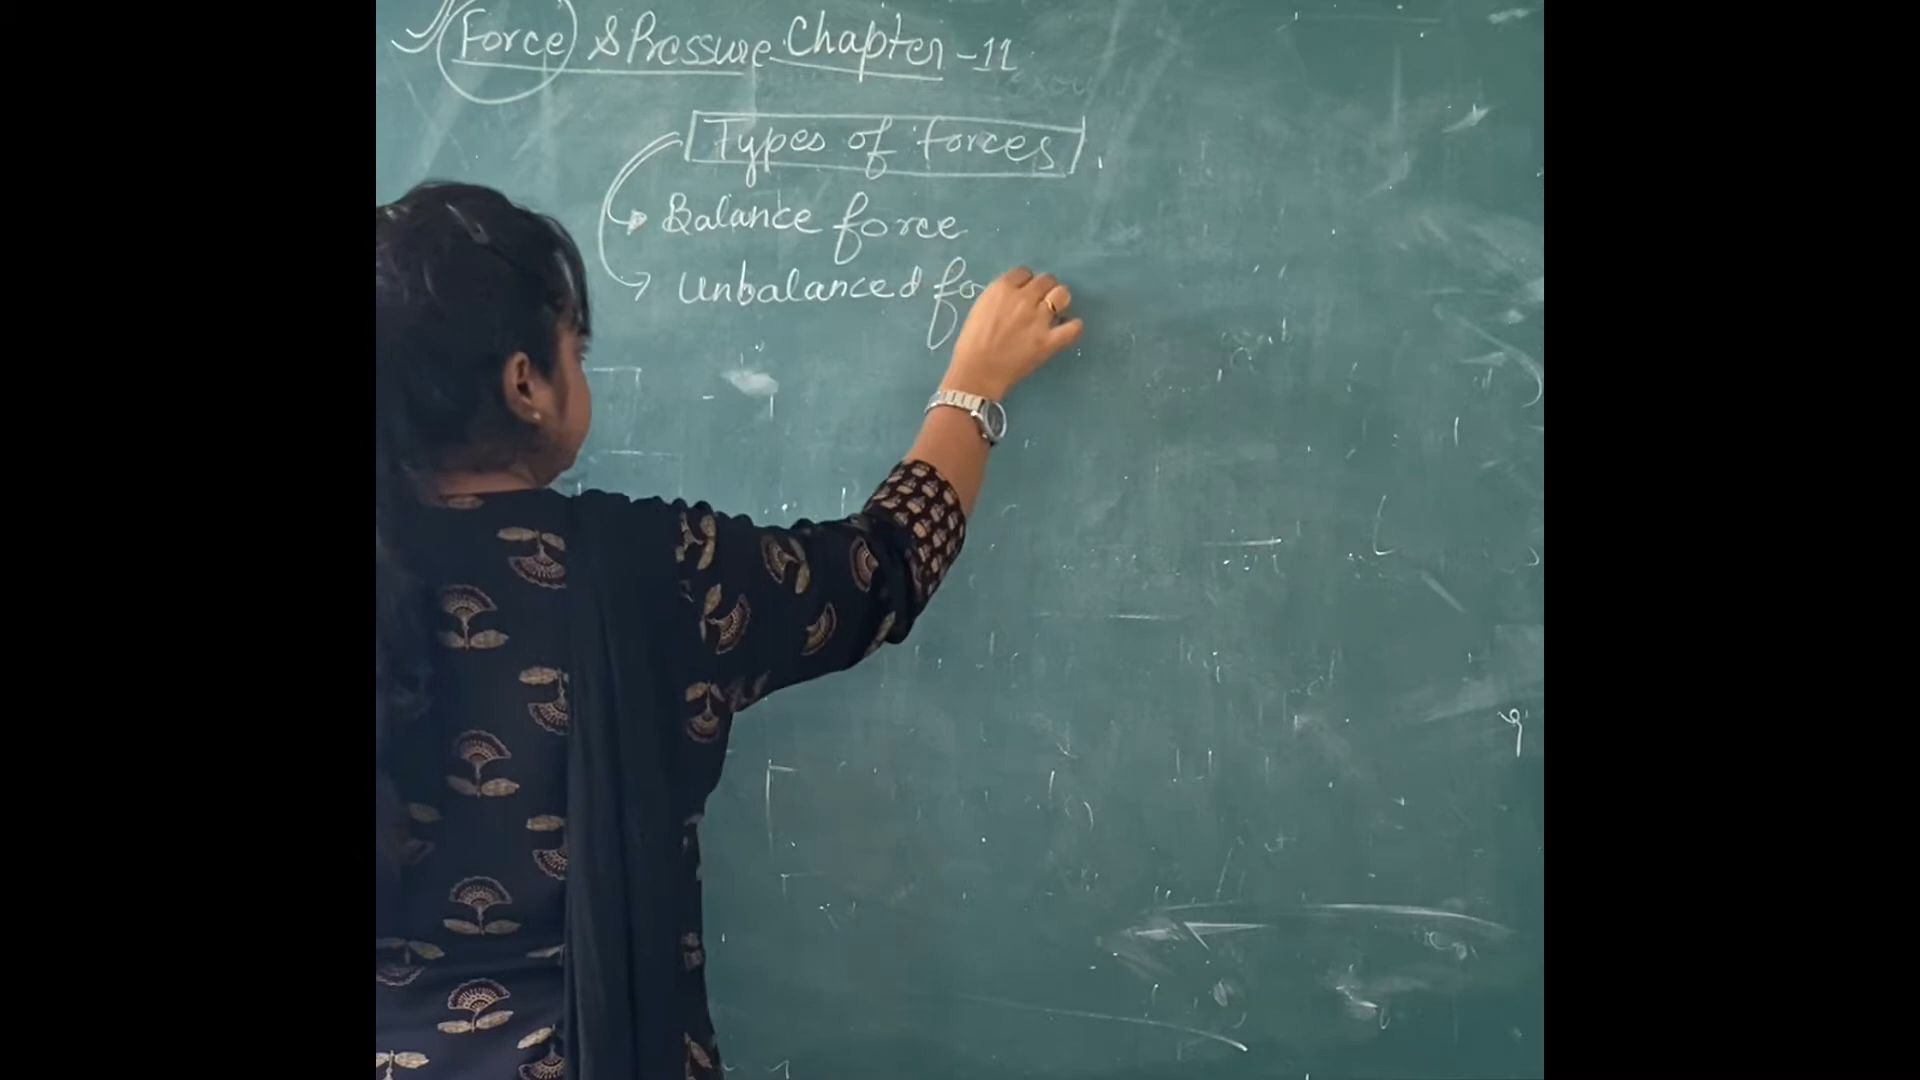 Force & Pressure Chapter - 11
Types of forces
Balance force
Unbalanced fo